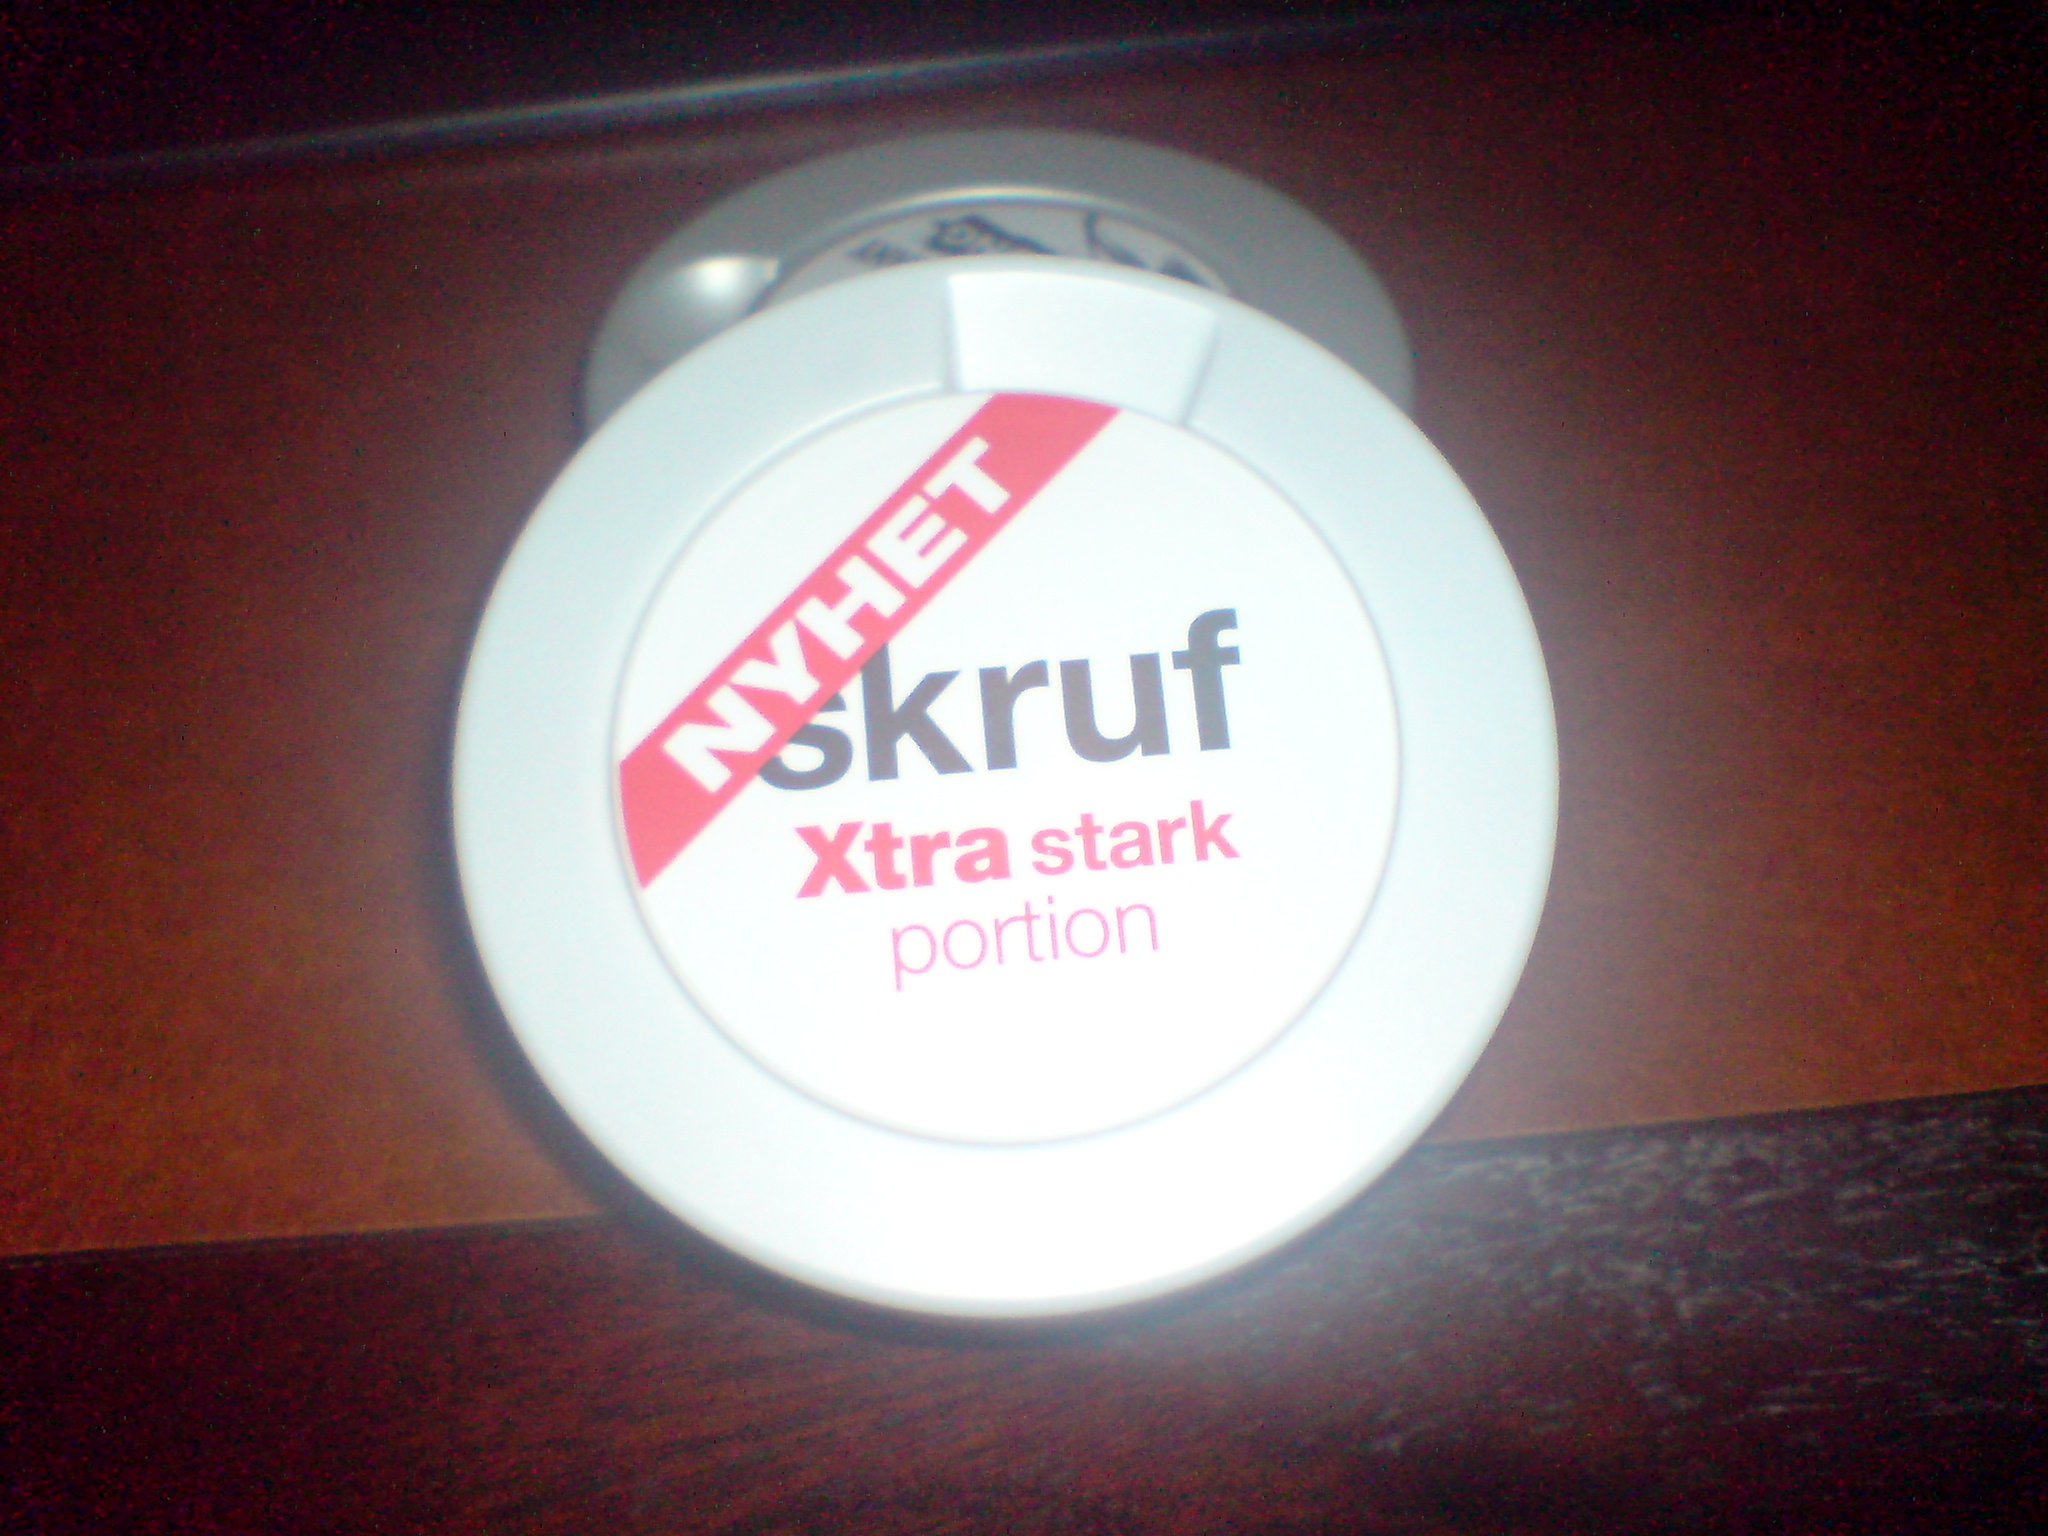 NYHET
skruf
Xtra stark
portion